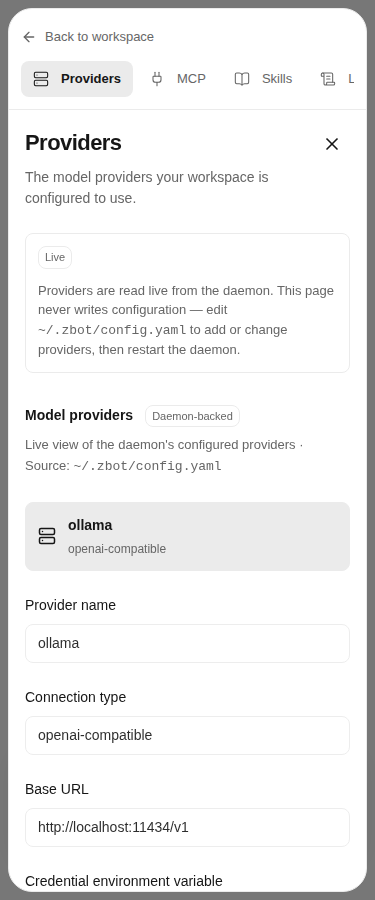 Back to workspace
Providers
MCP
Skills
L
Providers
The model providers your workspace is
configured to use.
Live
Providers are read live from the daemon. This page
never writes configuration — edit
~/.zbot/config.yaml to add or change
providers, then restart the daemon.
Model providers
Daemon-backed
Live view of the daemon's configured providers ·
Source: ~/.zbot/config.yaml
ollama
openai-compatible
Provider name
ollama
Connection type
openai-compatible
Base URL
http://localhost:11434/v1
Credential environment variable